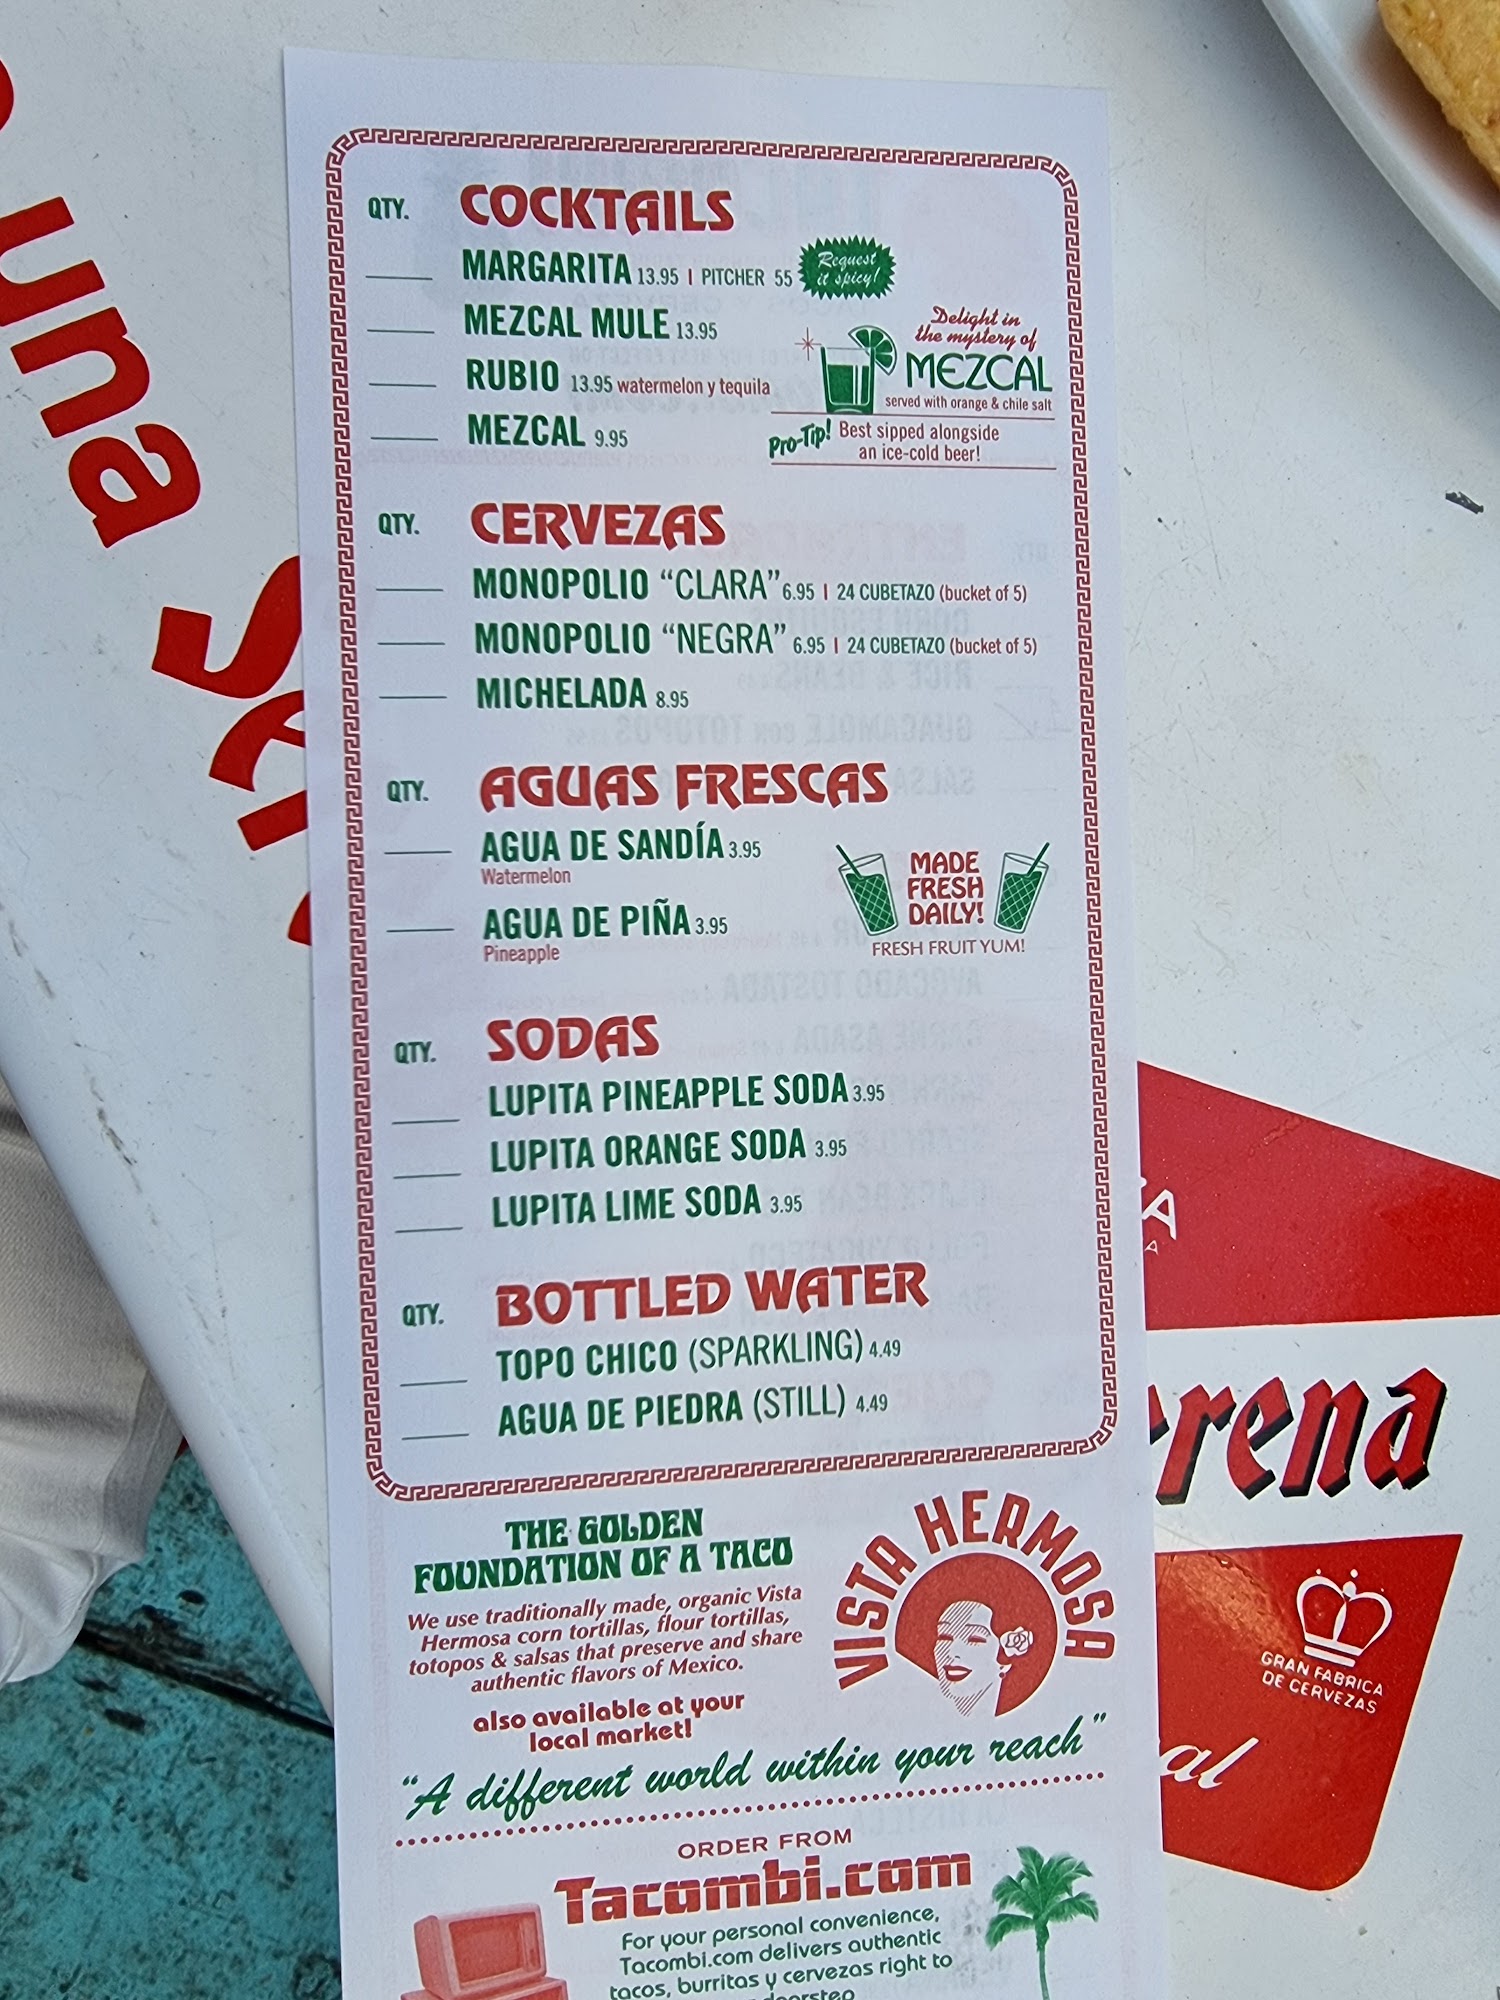 QTY. COCKTAILS
MARGARITA 13.95 | PITCHER 55
Request
it spicy!
MEZCAL MULE 13.95
RUBIO 13.95 watermelon y tequila
MEZCAL 9.95
Delight in
the mystery of
MEZCAL
served with orange & chile salt
Pro-Tip! Best sipped alongside
an ice-cold beer!
QTY. CERVEZAS
MONOPOLIO “CLARA” 6.95 | 24 CUBETAZO (bucket of 5)
MONOPOLIO “NEGRA” 6.95 | 24 CUBETAZO (bucket of 5)
MICHELADA 8.95
QTY. AGUAS FRESCAS
AGUA DE SANDÍA 3.95
Watermelon
AGUA DE PIÑA 3.95
Pineapple
MADE
FRESH
DAILY!
FRESH FRUIT YUM!
QTY. SODAS
LUPITA PINEAPPLE SODA 3.95
LUPITA ORANGE SODA 3.95
LUPITA LIME SODA 3.95
QTY. BOTTLED WATER
TOPO CHICO (SPARKLING) 4.49
AGUA DE PIEDRA (STILL) 4.49
THE GOLDEN
FOUNDATION OF A TACO
We use traditionally made, organic Vista
Hermosa corn tortillas, flour tortillas,
totopos & salsas that preserve and share
authentic flavors of Mexico.
also available at your
local market!
VISTA HERMOSA
“A different world within your reach”
ORDER FROM
Tacombi.com
For your personal convenience,
Tacombi.com delivers authentic
tacos, burritas y cervezas right to
una
rena
GRAN FABRICA
DE CERVEZAS
al